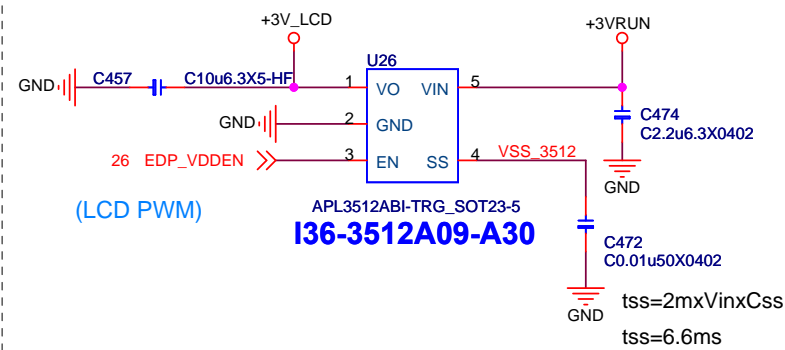 +3V_LCD
+3VRUN
U26
GND C457 C10u6.3X5-HF 1 VO VIN 5
C474
C2.2u6.3X0402
GND 2 GND
26 EDP_VDDEN 3 EN SS 4 VSS_3512
GND
(LCD PWM)
APL3512ABI-TRG_SOT23-5
I36-3512A09-A30
C472
C0.01u50X0402
GND
tss=2mxVinxCss
tss=6.6ms